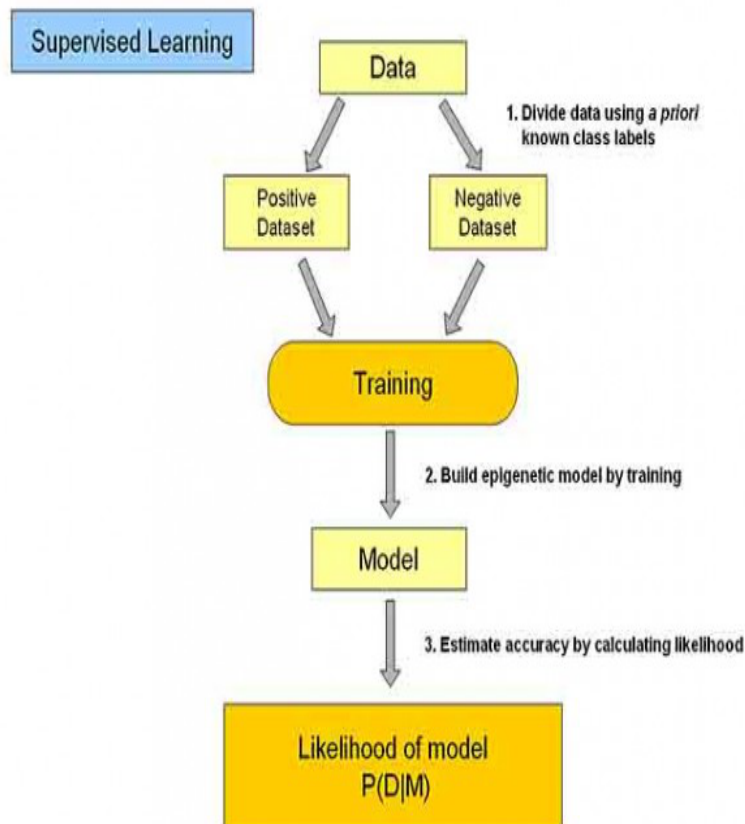 Supervised Learning
Data
1. Divide data using a priori
known class labels
Positive
Dataset
Negative
Dataset
Training
2. Build epigenetic model by training
Model
3. Estimate accuracy by calculating likelihood
Likelihood of model
P(D|M)